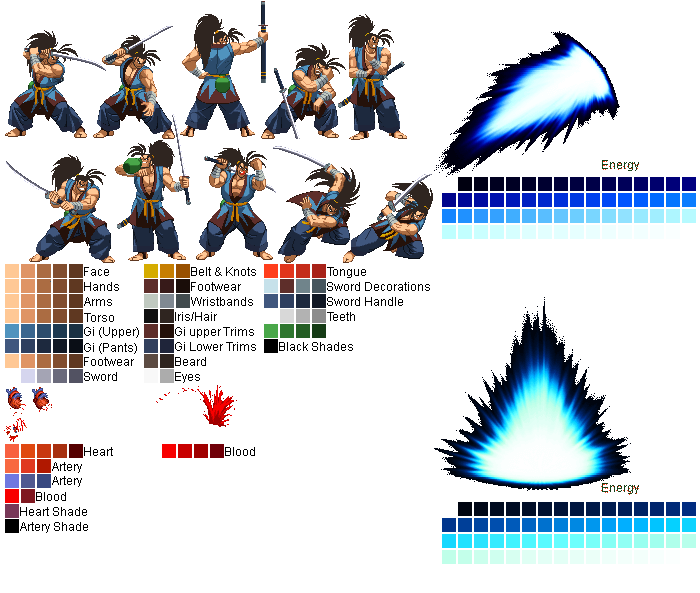 Energy
Face
Hands
Arms
Torso
Gi (Upper)
Gi (Pants)
Footwear
Sword
Belt & Knots
Footwear
Wristbands
Iris/Hair
Gi upper Trims
Gi Lower Trims
Beard
Eyes
Tongue
Sword Decorations
Sword Handle
Teeth
Black Shades
Heart
Artery
Artery
Blood
Heart Shade
Artery Shade
Blood
Energy